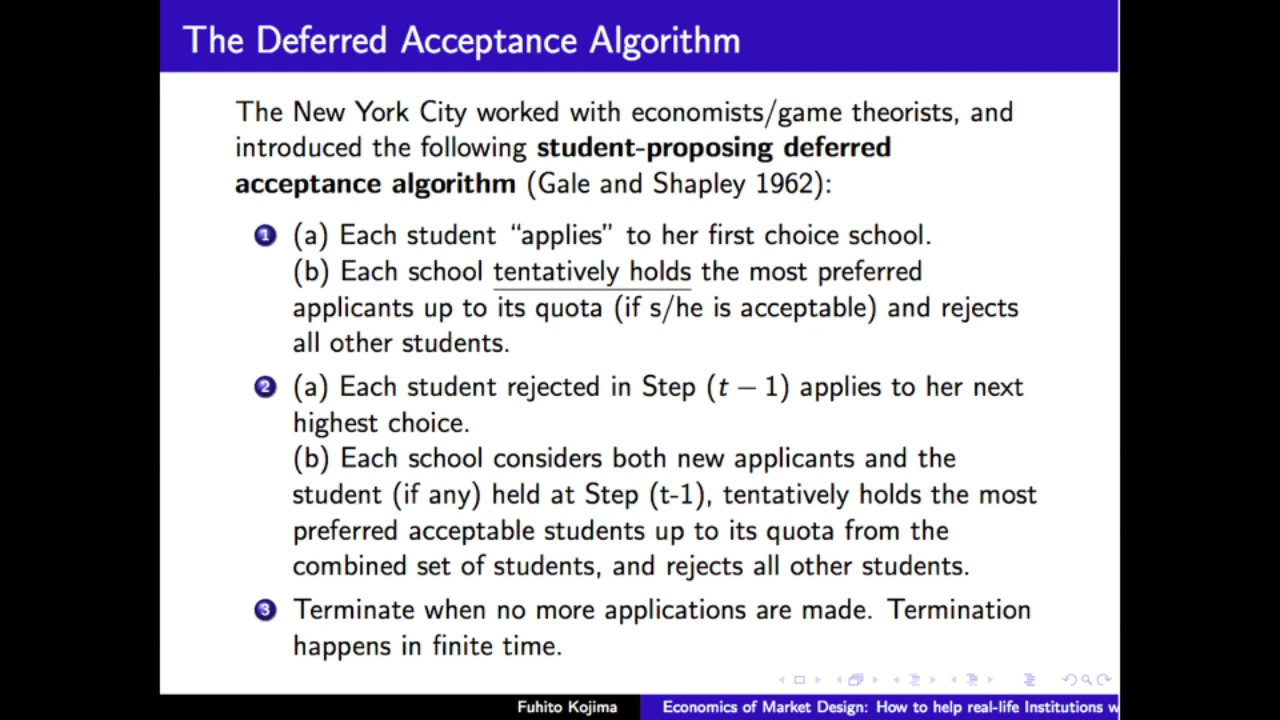 The Deferred Acceptance Algorithm
The New York City worked with economists/game theorists, and
introduced the following student-proposing deferred
acceptance algorithm (Gale and Shapley 1962):
1 (a) Each student “applies” to her first choice school.
(b) Each school tentatively holds the most preferred
applicants up to its quota (if s/he is acceptable) and rejects
all other students.
2 (a) Each student rejected in Step (t − 1) applies to her next
highest choice.
(b) Each school considers both new applicants and the
student (if any) held at Step (t-1), tentatively holds the most
preferred acceptable students up to its quota from the
combined set of students, and rejects all other students.
3 Terminate when no more applications are made. Termination
happens in finite time.
Fuhito Kojima
Economics of Market Design: How to help real-life Institutions w